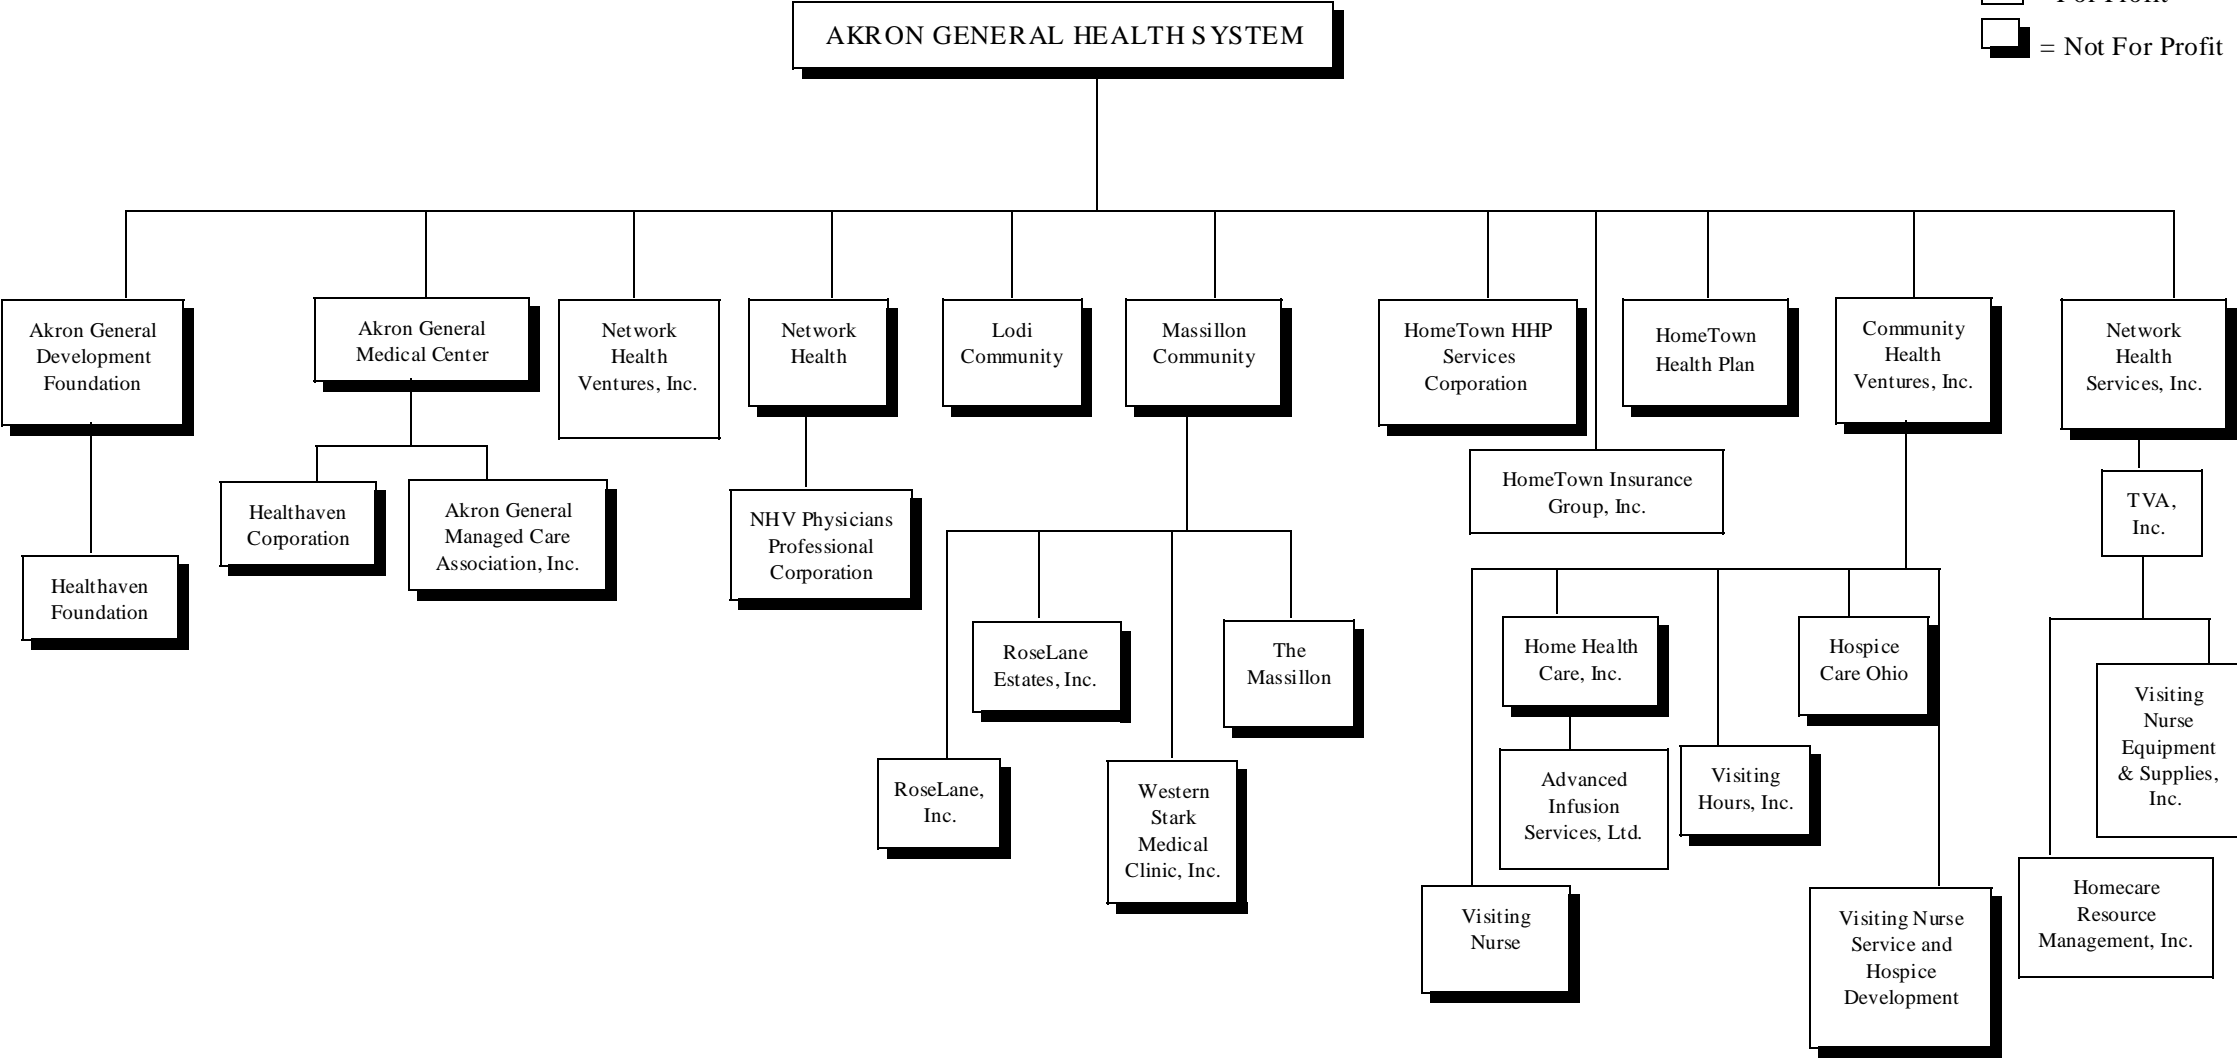 = For Profit
AKRON GENERAL HEALTH SYSTEM
= Not For Profit
Akron General
Development
Foundation
Akron General
Medical Center
Network
Health
Ventures, Inc.
Network
Health
Lodi
Community
Massillon
Community
HomeTown HHP
Services
Corporation
HomeTown
Health Plan
Community
Health
Ventures, Inc.
Network
Health
Services, Inc.
HomeTown Insurance
Group, Inc.
TVA,
Inc.
Healthaven
Corporation
Akron General
Managed Care
Association, Inc.
NHV Physicians
Professional
Corporation
Healthaven
Foundation
RoseLane
Estates, Inc.
The
Massillon
Home Health
Care, Inc.
Hospice
Care Ohio
Visiting
Nurse
Equipment
& Supplies,
Inc.
RoseLane,
Inc.
Western
Stark
Medical
Clinic, Inc.
Advanced
Infusion
Services, Ltd.
Visiting
Hours, Inc.
Visiting
Nurse
Visiting Nurse
Service and
Hospice
Development
Homecare
Resource
Management, Inc.